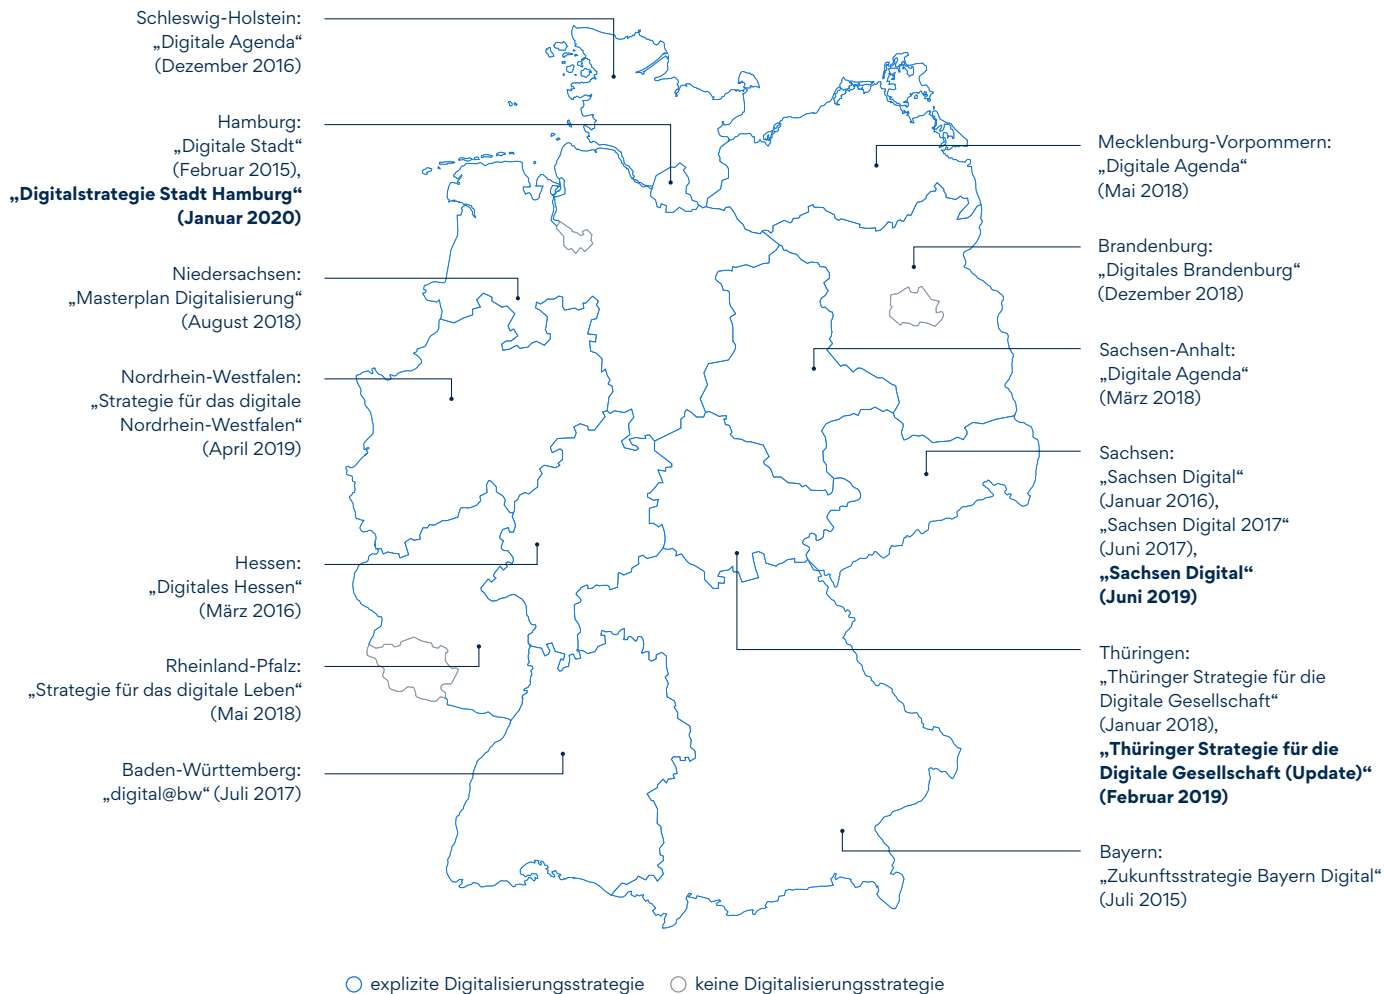 Schleswig-Holstein:
„Digitale Agenda“
(Dezember 2016)
Hamburg:
„Digitale Stadt“
(Februar 2015),
„Digitalstrategie Stadt Hamburg“
(Januar 2020)
Niedersachsen:
„Masterplan Digitalisierung“
(August 2018)
Nordrhein-Westfalen:
„Strategie für das digitale
Nordrhein-Westfalen“
(April 2019)
Hessen:
„Digitales Hessen“
(März 2016)
Rheinland-Pfalz:
„Strategie für das digitale Leben“
(Mai 2018)
Baden-Württemberg:
„digital@bw“ (Juli 2017)
Mecklenburg-Vorpommern:
„Digitale Agenda“
(Mai 2018)
Brandenburg:
„Digitales Brandenburg“
(Dezember 2018)
Sachsen-Anhalt:
„Digitale Agenda“
(März 2018)
Sachsen:
„Sachsen Digital“
(Januar 2016),
„Sachsen Digital 2017“
(Juni 2017),
„Sachsen Digital“
(Juni 2019)
Thüringen:
„Thüringer Strategie für die
Digitale Gesellschaft“
(Januar 2018),
„Thüringer Strategie für die
Digitale Gesellschaft (Update)“
(Februar 2019)
Bayern:
„Zukunftsstrategie Bayern Digital“
(Juli 2015)
explizite Digitalisierungsstrategie
keine Digitalisierungsstrategie